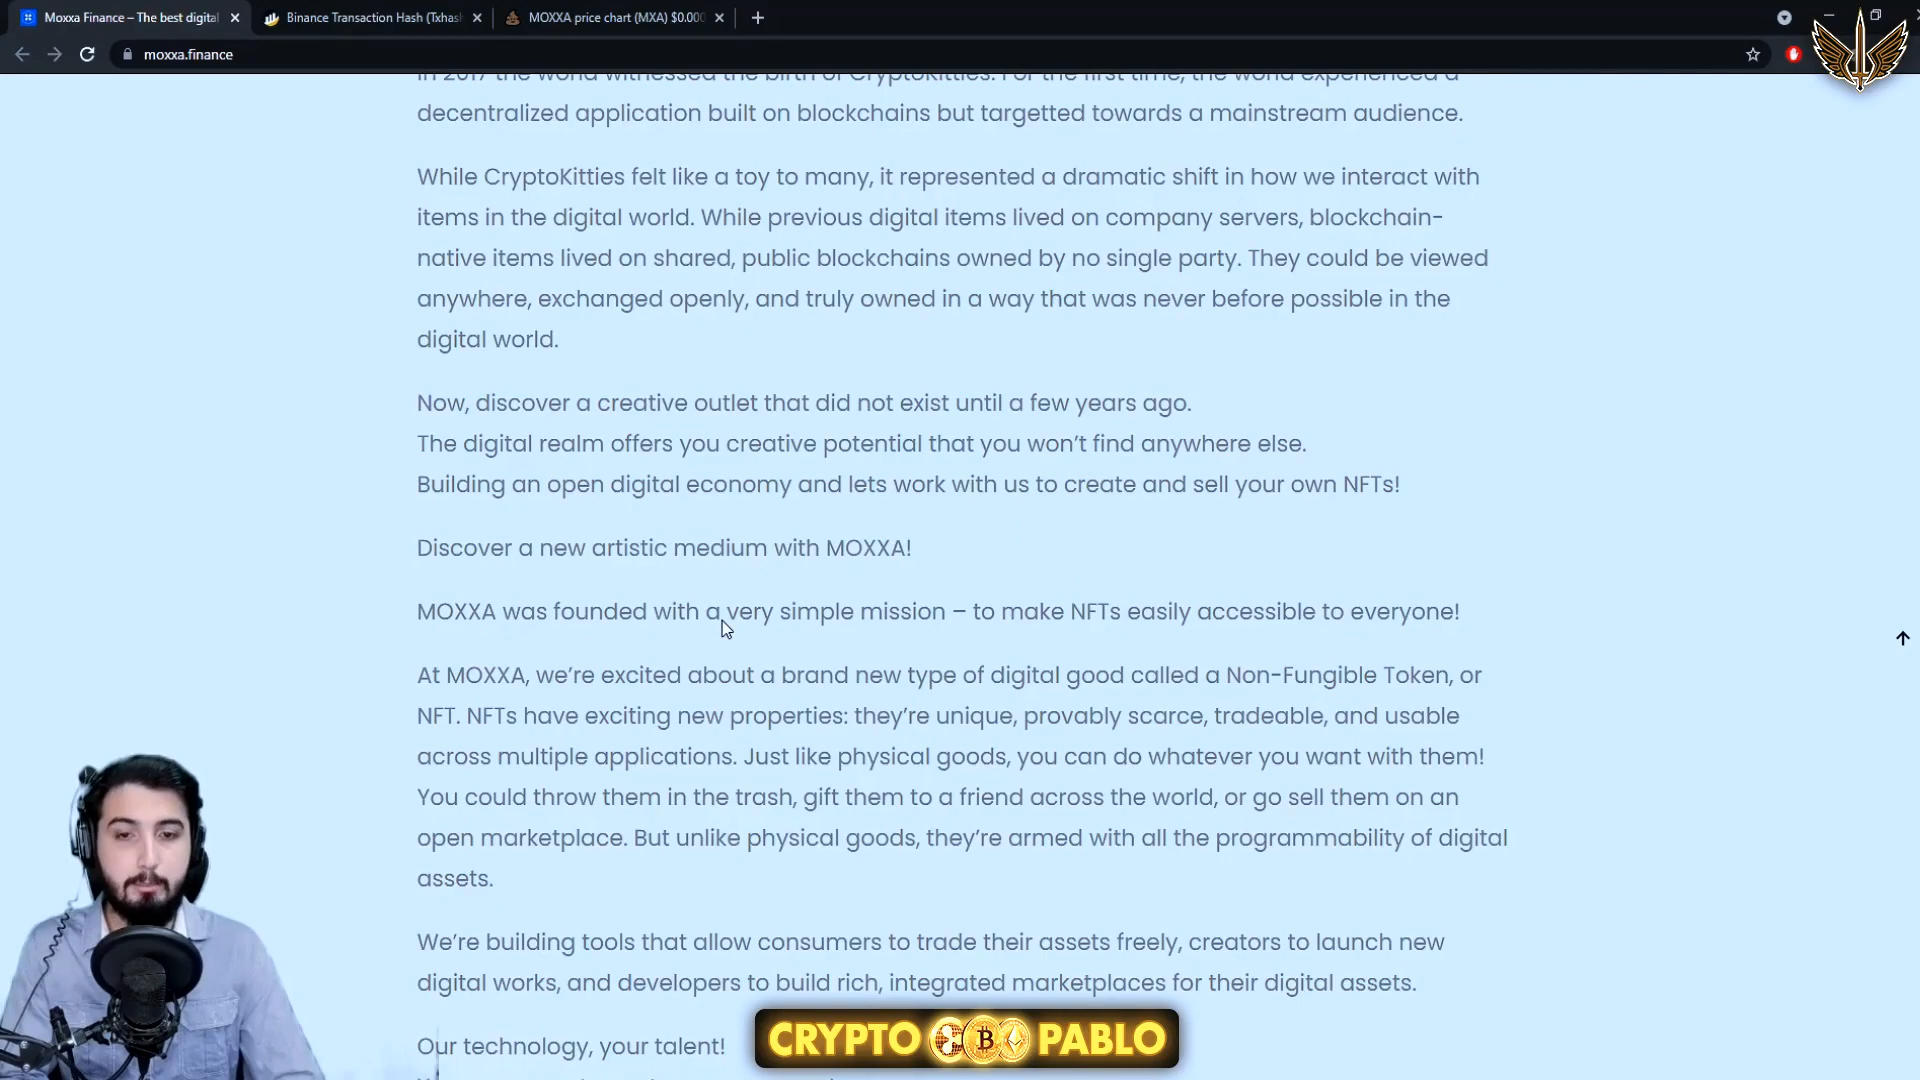 Moxxa Finance – The best digital
Binance Transaction Hash (Txhash
MOXXA price chart (MXA) $0.000
moxxa.finance
In 2017 the world witnessed the birth of CryptoKitties. For the first time, the world experienced a
decentralized application built on blockchains but targetted towards a mainstream audience.
While CryptoKitties felt like a toy to many, it represented a dramatic shift in how we interact with
items in the digital world. While previous digital items lived on company servers, blockchain-
native items lived on shared, public blockchains owned by no single party. They could be viewed
anywhere, exchanged openly, and truly owned in a way that was never before possible in the
digital world.
Now, discover a creative outlet that did not exist until a few years ago.
The digital realm offers you creative potential that you won’t find anywhere else.
Building an open digital economy and lets work with us to create and sell your own NFTs!
Discover a new artistic medium with MOXXA!
MOXXA was founded with a very simple mission – to make NFTs easily accessible to everyone!
At MOXXA, we’re excited about a brand new type of digital good called a Non-Fungible Token, or
NFT. NFTs have exciting new properties: they’re unique, provably scarce, tradeable, and usable
across multiple applications. Just like physical goods, you can do whatever you want with them!
You could throw them in the trash, gift them to a friend across the world, or go sell them on an
open marketplace. But unlike physical goods, they’re armed with all the programmability of digital
assets.
We’re building tools that allow consumers to trade their assets freely, creators to launch new
digital works, and developers to build rich, integrated marketplaces for their digital assets.
Our technology, your talent!
CRYPTO PABLO